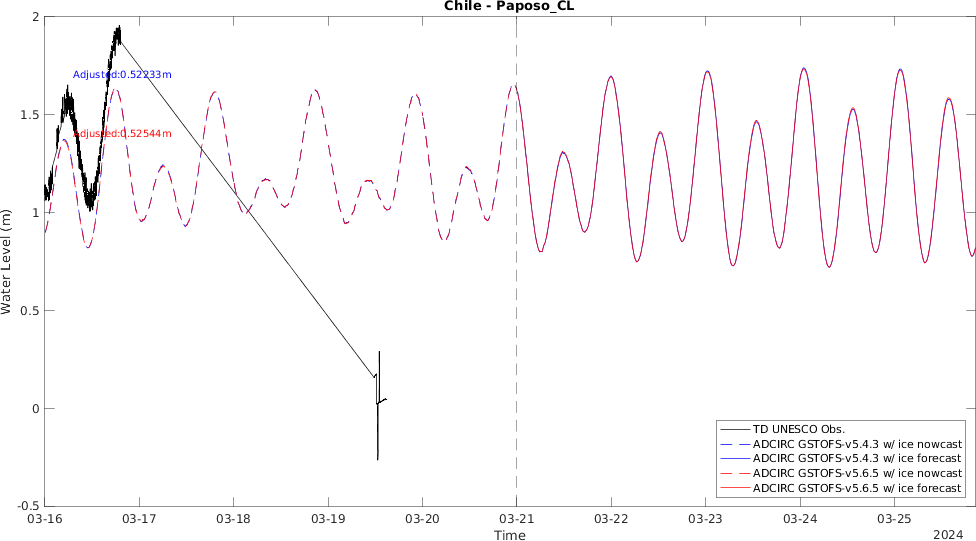 Chile - Paposo_CL
2
1.5
1
0.5
0
-0.5
Water Level (m)
Adjusted:0.52233m
Adjusted:0.52544m
TD UNESCO Obs.
ADCIRC GSTOFS-v5.4.3 w/ ice nowcast
ADCIRC GSTOFS-v5.4.3 w/ ice forecast
ADCIRC GSTOFS-v5.6.5 w/ ice nowcast
ADCIRC GSTOFS-v5.6.5 w/ ice forecast
03-16 03-17 03-18 03-19 03-20 03-21 03-22 03-23 03-24 03-25
Time
2024